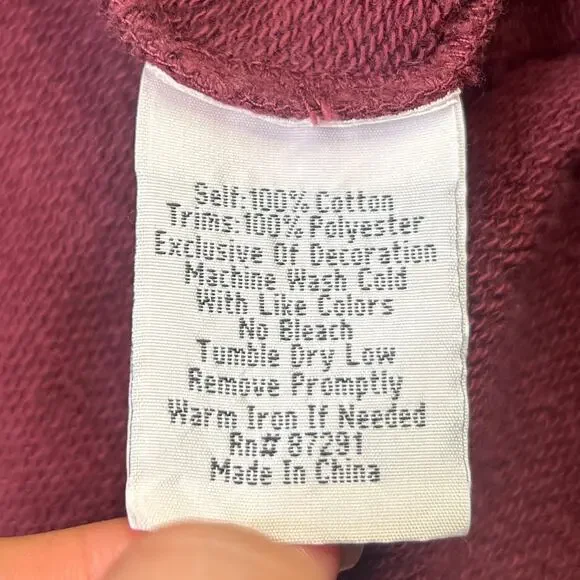 Self:100% Cotton
Trims:100% Polyester
Exclusive Of Decoration
Machine Wash Cold
With Like Colors
No Bleach
Tumble Dry Low
Remove Promptly
Warm Iron If Needed
Rn# 87291
Made In China